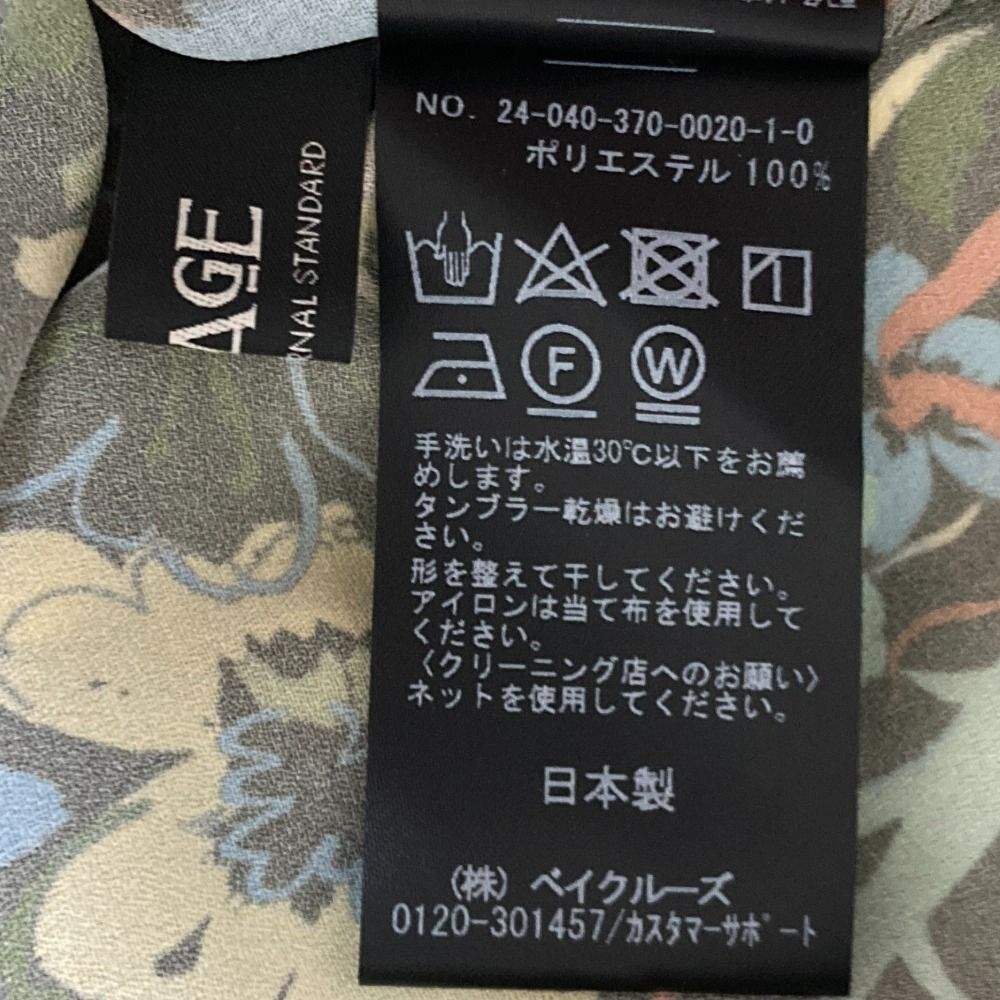 NO. 24-040-370-0020-1-0
ポリエステル 100%
AGE
RNAL STANDARD
F
W
手洗いは水温30℃以下をお薦
めします。
タンブラー乾燥はお避けくだ
さい。
形を整えて干してください。
アイロンは当て布を使用して
ください。
〈クリーニング店へのお願い〉
ネットを使用してください。
日本製
(株) ベイクルーズ
0120-301457/カスタマーサポート